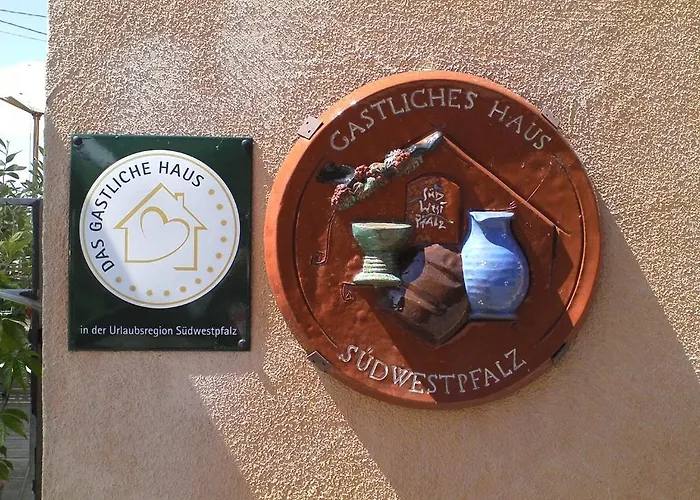 DAS GASTLICHE HAUS
in der Urlaubsregion Südwestpfalz
GASTLICHES HAUS
SÜD
WEST
PFALZ
SÜDWESTPFALZ